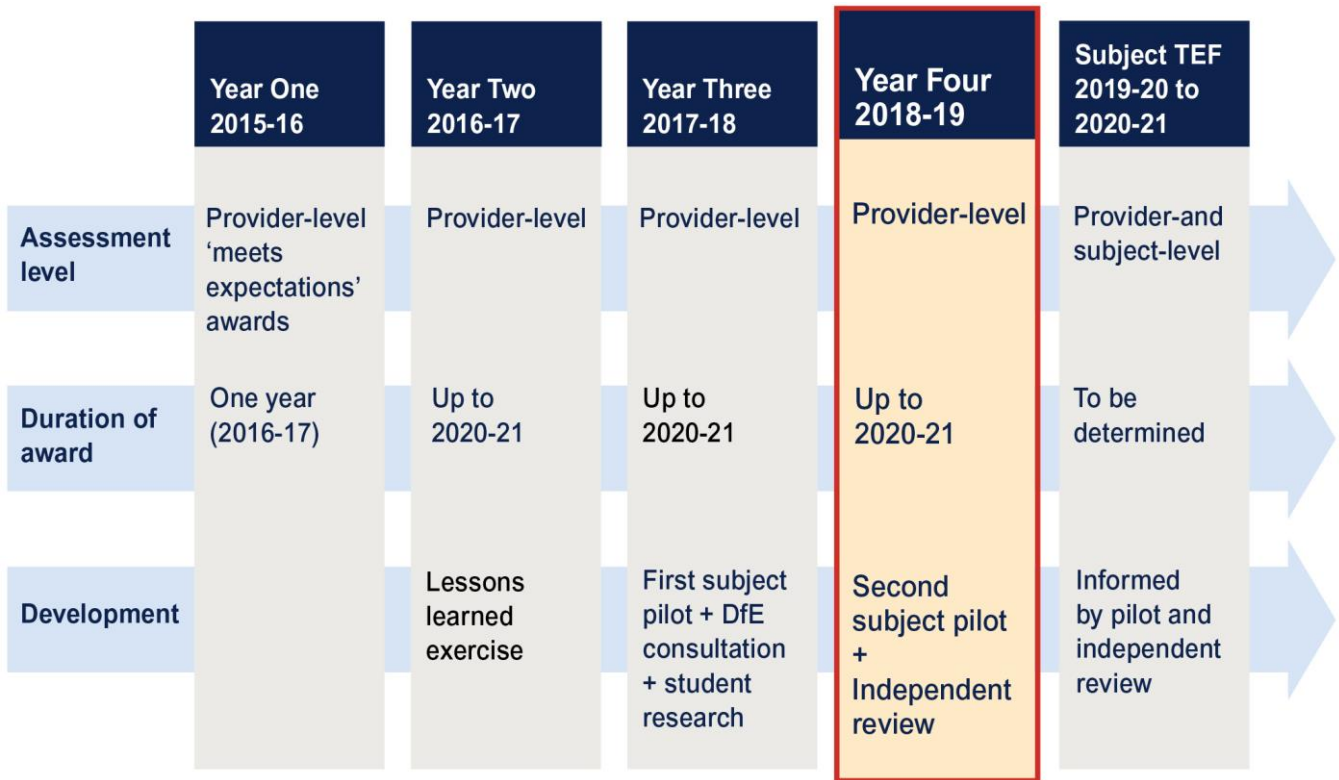 Year One
2015-16
Year Two
2016-17
Year Three
2017-18
Year Four
2018-19
Subject TEF
2019-20 to
2020-21
Assessment
level
Provider-level
‘meets
expectations’
awards
Provider-level
Provider-level
Provider-level
Provider-and
subject-level
Duration of
award
One year
(2016-17)
Up to
2020-21
Up to
2020-21
Up to
2020-21
To be
determined
Development
Lessons
learned
exercise
First subject
pilot + DfE
consultation
+ student
research
Second
subject pilot
+
Independent
review
Informed
by pilot and
independent
review